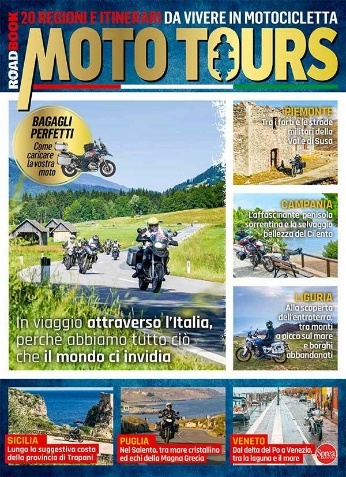 20 REGIONI E ITINERARI DA VIVERE IN MOTOCICLETTA
ROADBOOK
MOTO TOURS
BAGAGLI
PERFETTI
Come
caricare la
vostra
moto
PIEMONTE
Tra i forti e le strade
militari della
Valle di Susa
CAMPANIA
L'affascinante penisola
sorrentina e la selvaggia
bellezza del Cilento
LIGURIA
Alla scoperta
dell'entroterra,
tra monti
a picco sul mare
e borghi
abbandonati
In viaggio attraverso l'Italia,
perché abbiamo tutto ciò
che il mondo ci invidia
SICILIA
Lungo la suggestiva costa
della provincia di Trapani
PUGLIA
Nel Salento, tra mare cristallino
ed echi della Magna Grecia
VENETO
Dal delta del Po a Venezia,
tra la laguna e il mare
Sprea